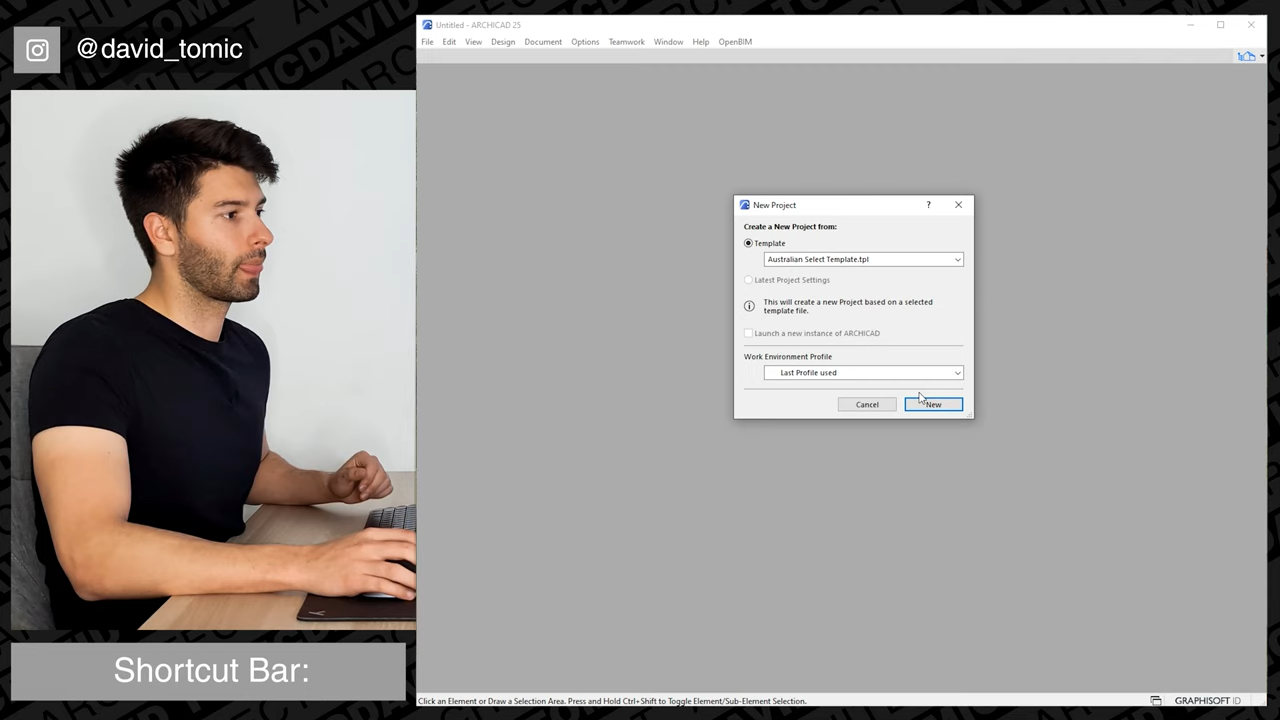 @david_tomic
Untitled - ARCHICAD 25
File Edit View Design Document Options Teamwork Window Help OpenBIM
New Project
?
Create a New Project from:
Template
Australian Select Template.tpl
Latest Project Settings
This will create a new Project based on a selected
template file.
Launch a new instance of ARCHICAD
Work Environment Profile
Last Profile used
Cancel New
Shortcut Bar:
Click an Element or Draw a Selection Area. Press and Hold Ctrl+Shift to Toggle Element/Sub-Element Selection.
GRAPHISOFT ID